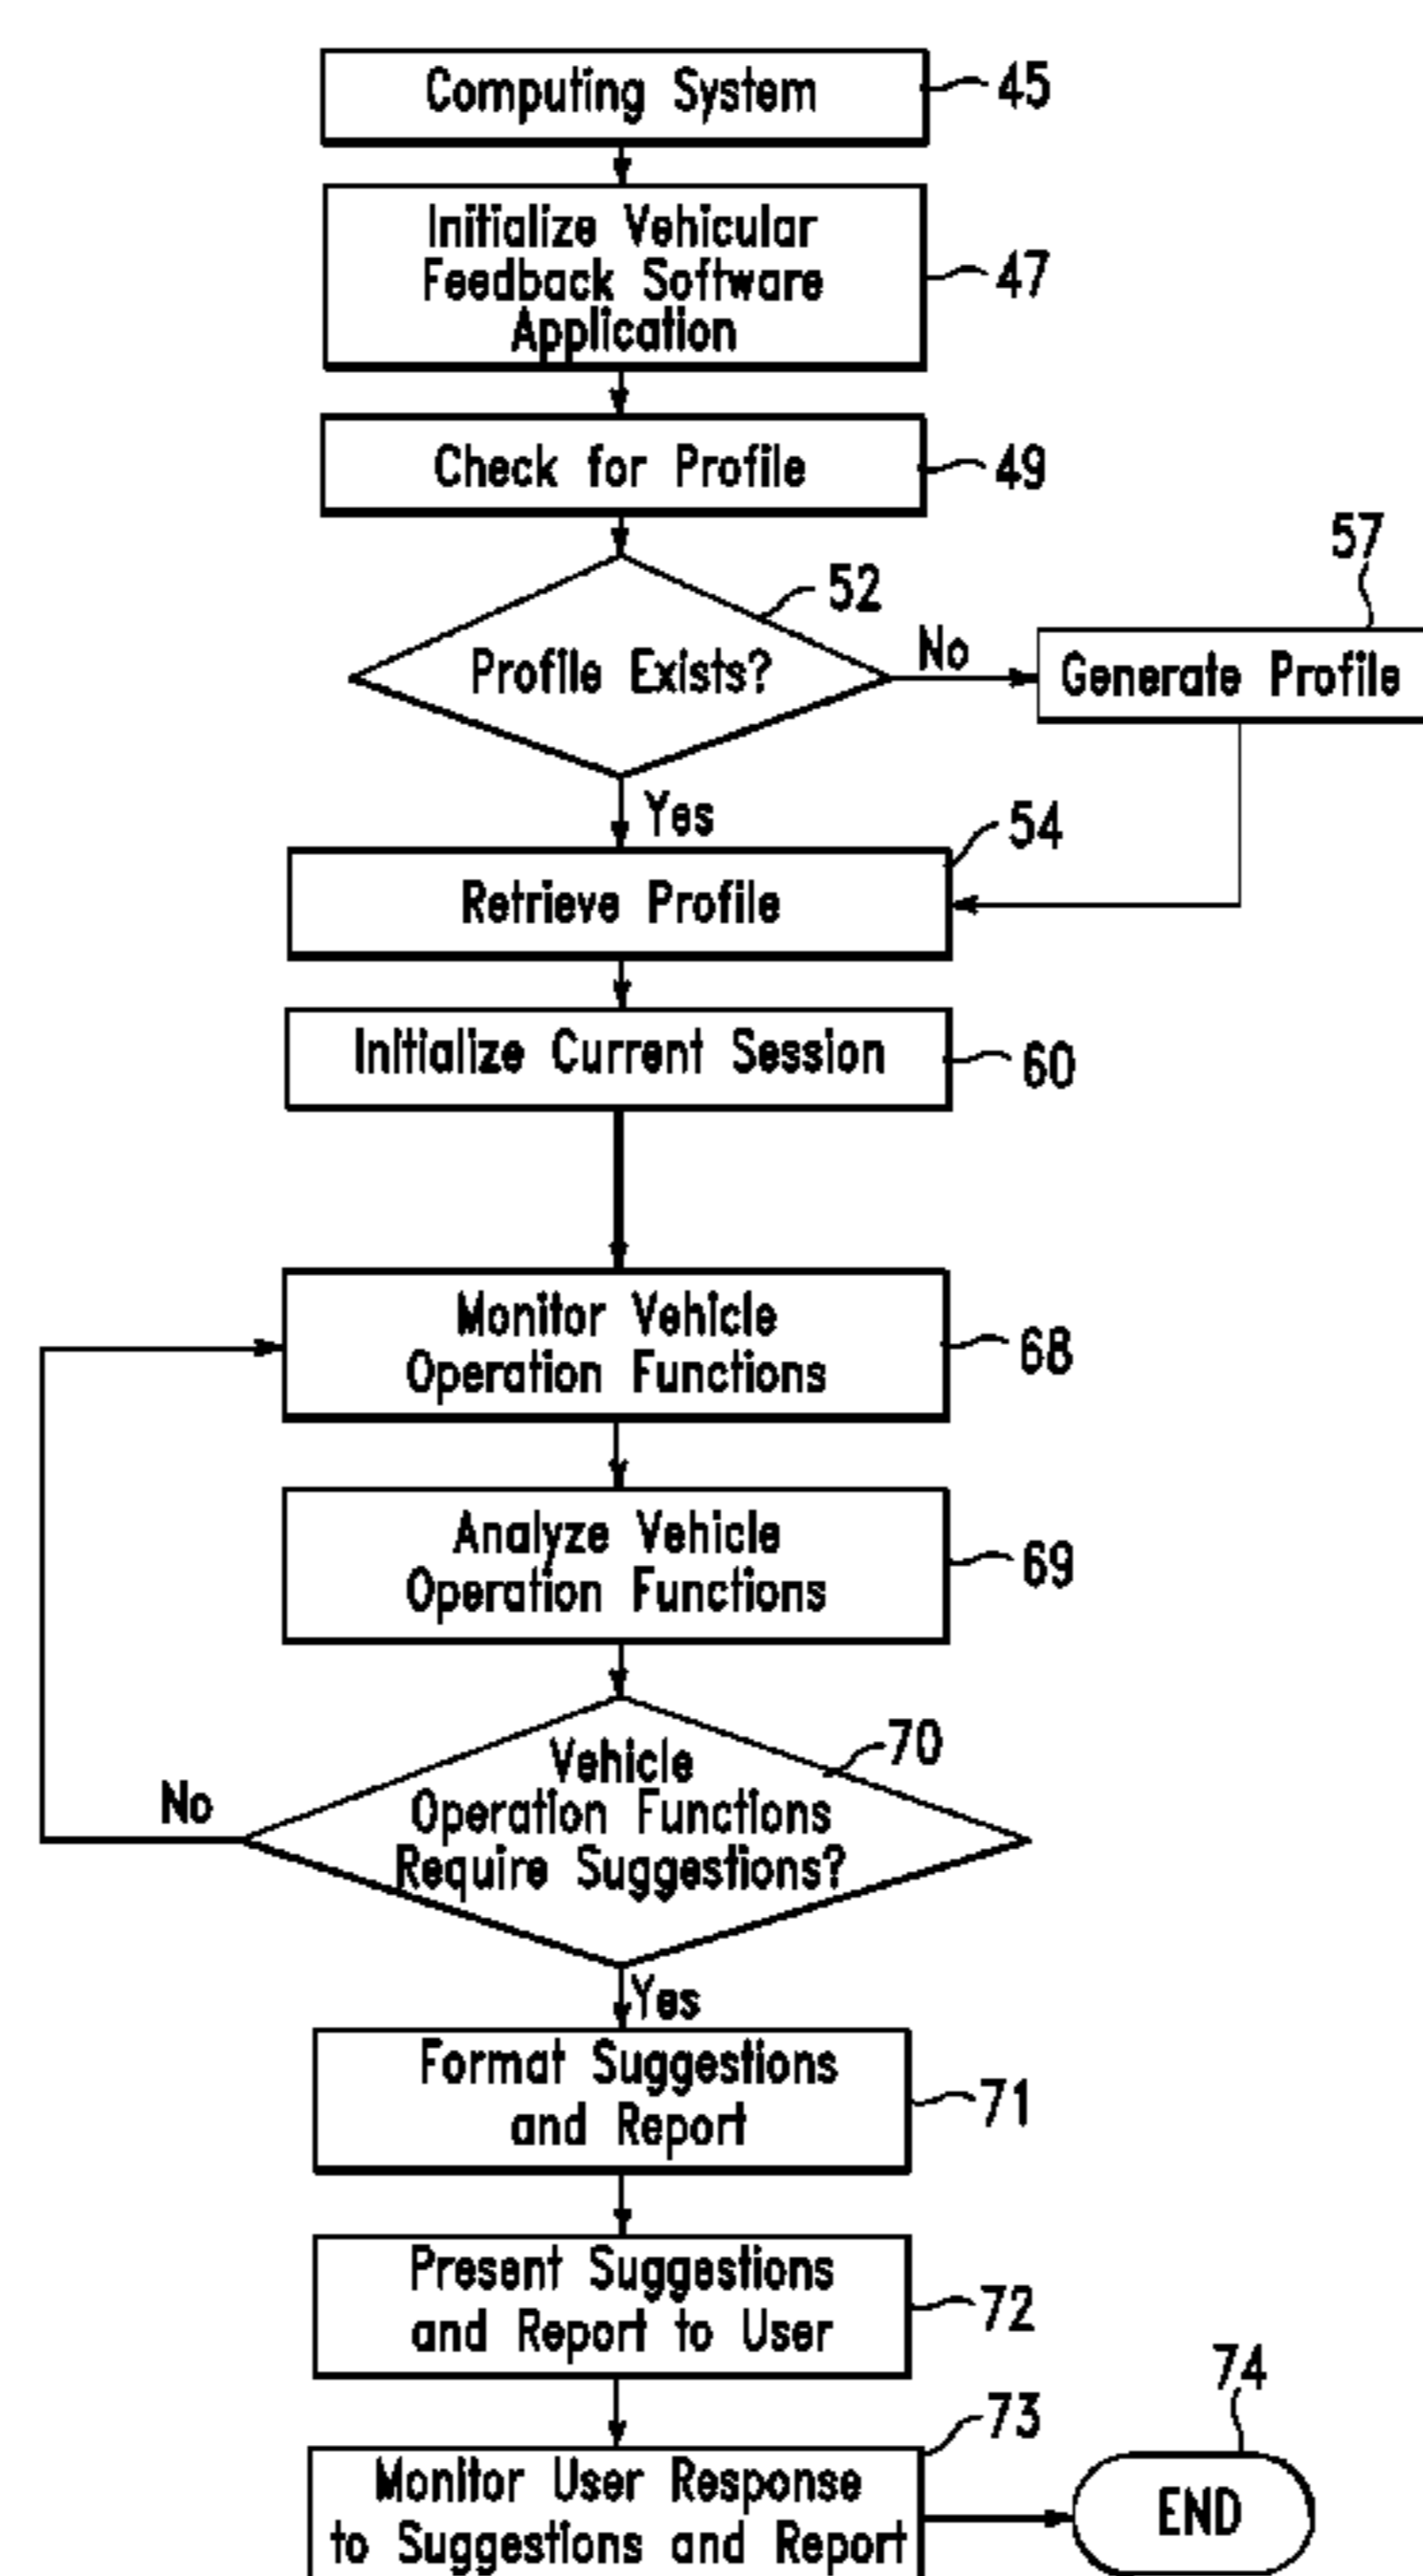 Computing System
45
Initialize Vehicular
Feedback Software
Application
47
Check for Profile
49
57
52
Profile Exists?
No
Generate Profile
Yes
54
Retrieve Profile
Initialize Current Session
60
Monitor Vehicle
Operation Functions
68
Analyze Vehicle
Operation Functions
69
70
Vehicle
Operation Functions
Require Suggestions?
No
Yes
Format Suggestions
and Report
71
Present Suggestions
and Report to User
72
73
74
Monitor User Response
to Suggestions and Report
END